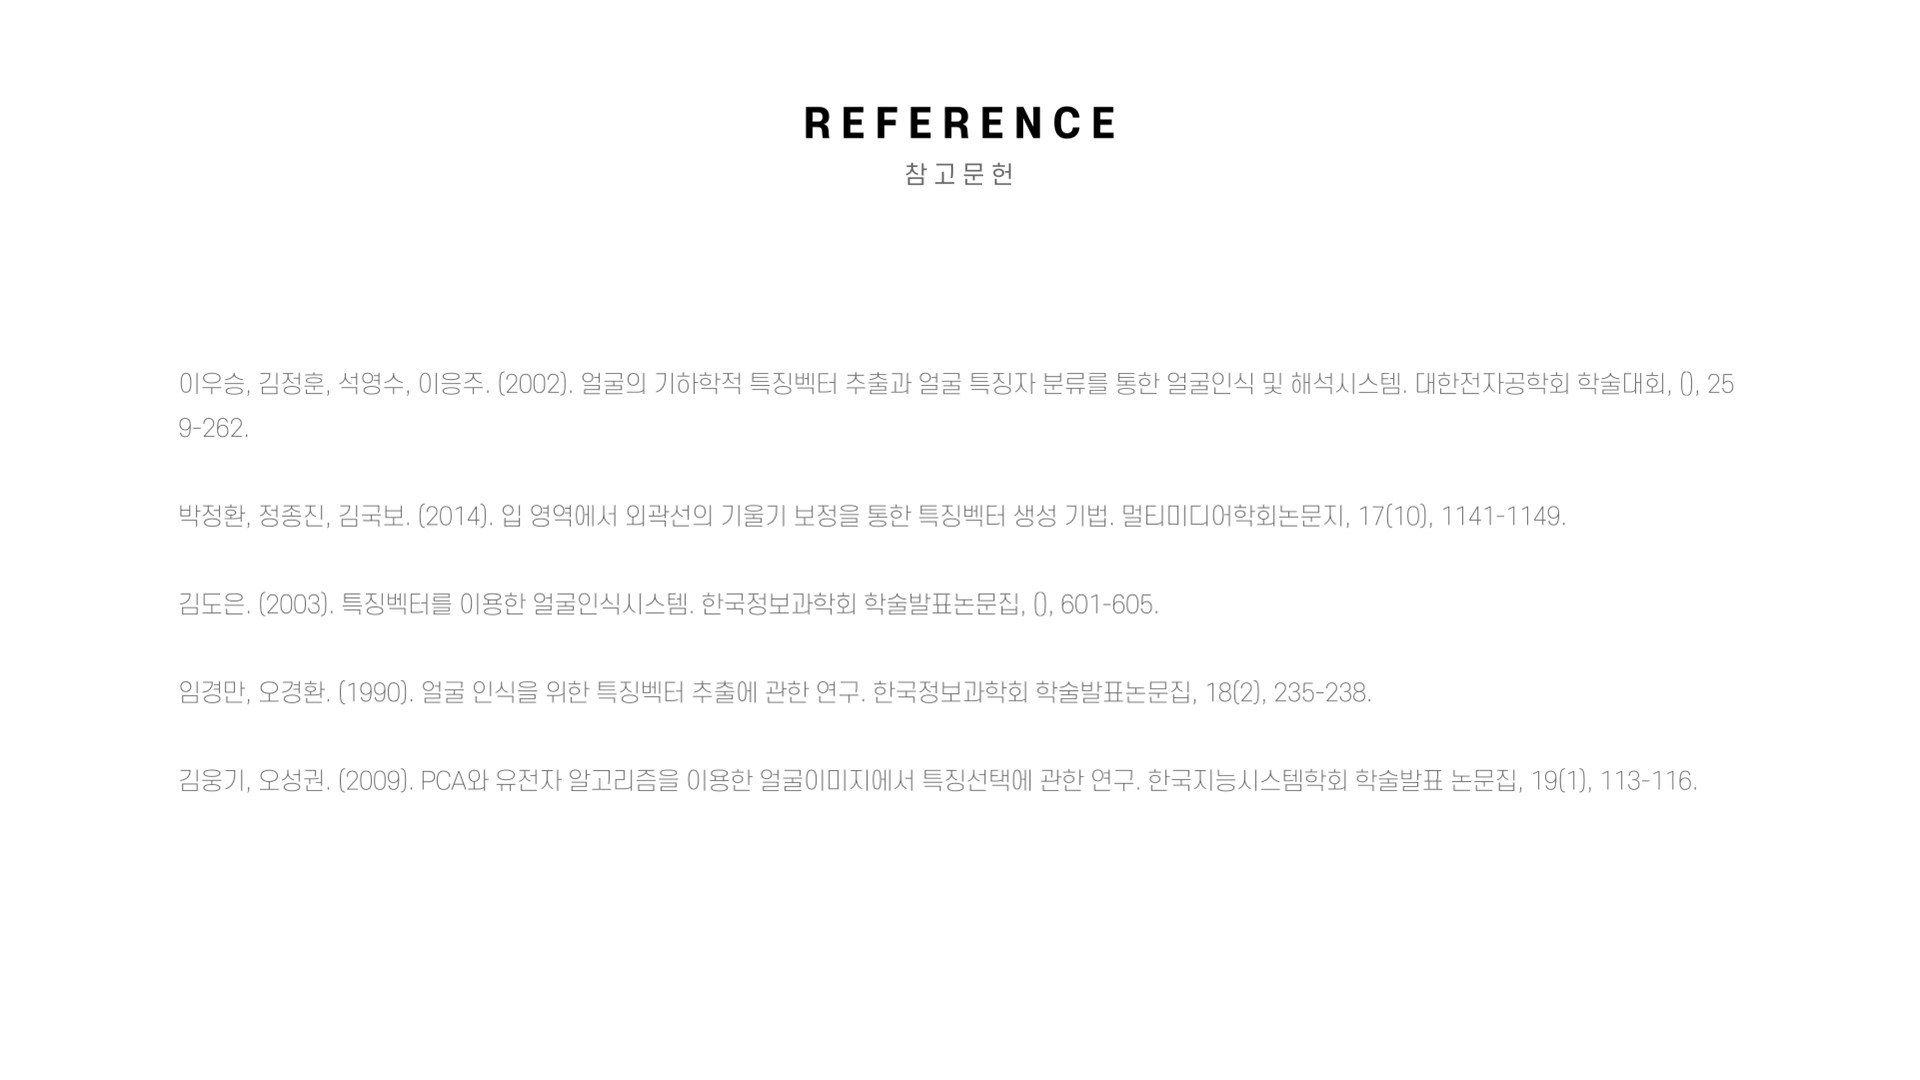 REFERENCE
참고문헌
이우승, 김정훈, 석영수, 이응주. (2002). 얼굴의 기하학적 특징벡터 추출과 얼굴 특징자 분류를 통한 얼굴인식 및 해석시스템. 대한전자공학회 학술대회, (), 25
9-262.
박정환, 정종진, 김국보. (2014). 입 영역에서 외곽선의 기울기 보정을 통한 특징벡터 생성 기법. 멀티미디어학회논문지, 17(10), 1141-1149.
김도은. (2003). 특징벡터를 이용한 얼굴인식시스템. 한국정보과학회 학술발표논문집, (), 601-605.
임경만, 오경환. (1990). 얼굴 인식을 위한 특징벡터 추출에 관한 연구. 한국정보과학회 학술발표논문집, 18(2), 235-238.
김웅기, 오성권. (2009). PCA와 유전자 알고리즘을 이용한 얼굴이미지에서 특징선택에 관한 연구. 한국지능시스템학회 학술발표 논문집, 19(1), 113-116.